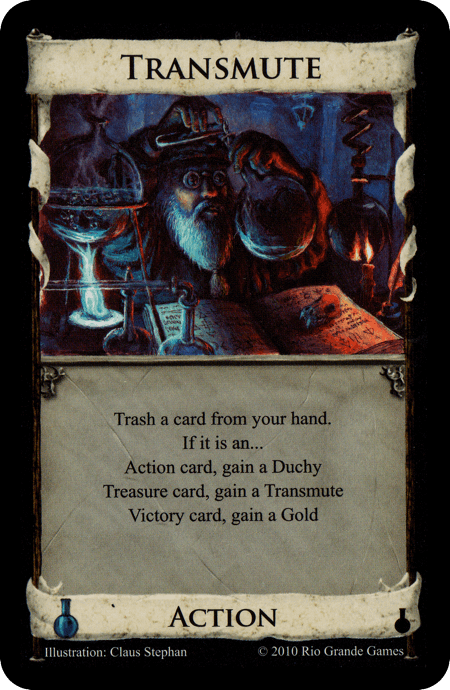 TRANSMUTE
Trash a card from your hand.
If it is an...
Action card, gain a Duchy
Treasure card, gain a Transmute
Victory card, gain a Gold
ACTION
Illustration: Claus Stephan © 2010 Rio Grande Games